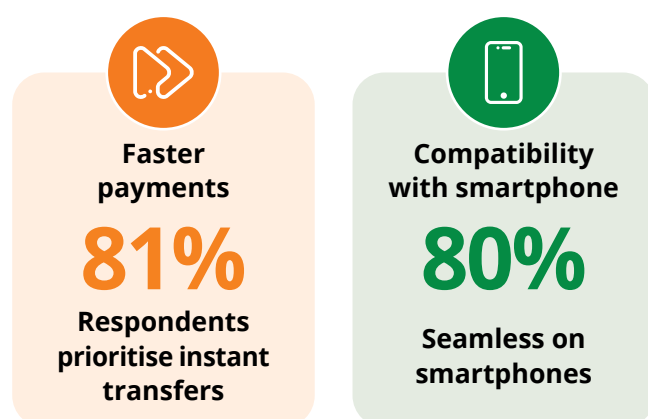 Faster
payments
81%
Respondents
prioritise instant
transfers
Compatibility
with smartphone
80%
Seamless on
smartphones